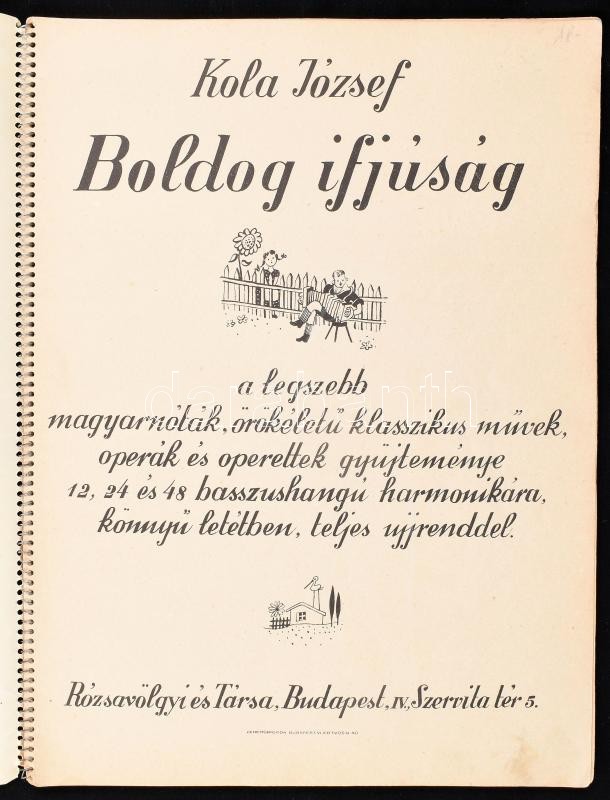 Kola József
Boldog ifjúság
a legszebb
magyarnóták, örökéletű klasszikus művek,
operák és operettek gyűjteménye
12, 24 és 48 basszushangú harmonikára,
könnyű letétben, teljes ujjrenddel.
Rózsavölgyi és Társa, Budapest, IV., Szervita tér 5.